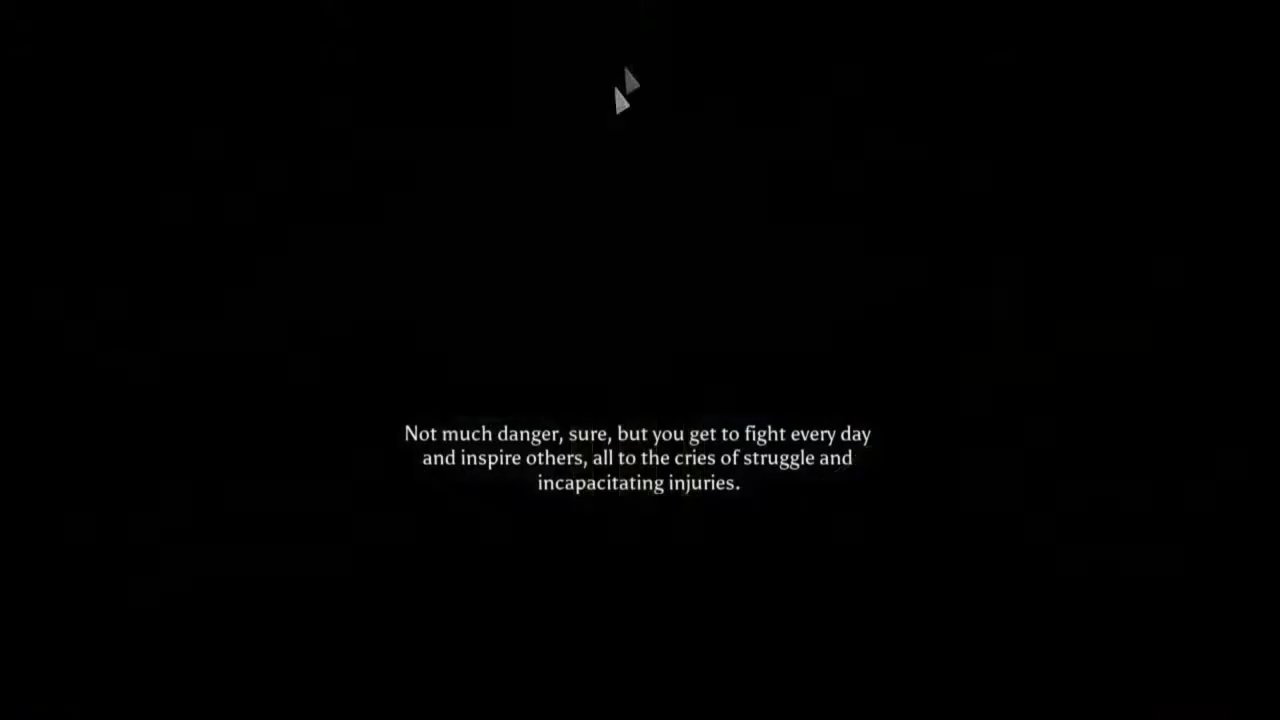 Not much danger, sure, but you get to fight every day
and inspire others, all to the cries of struggle and
incapacitating injuries.